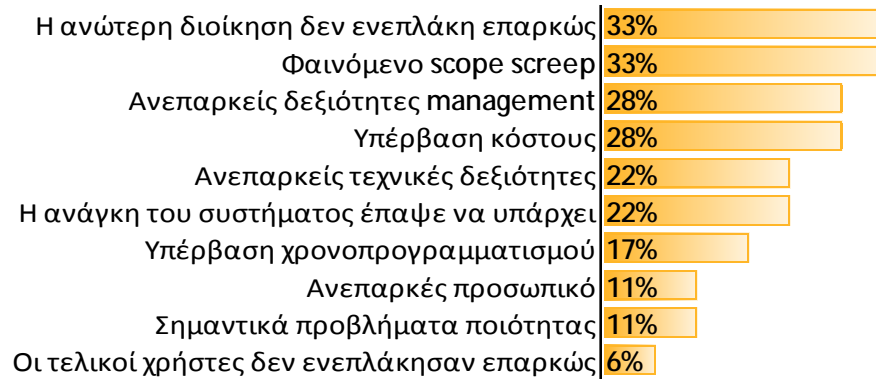 Η ανώτερη διοίκηση δεν ενεπλάκη επαρκώς 33%
Φαινόμενο scope screep 33%
Ανεπαρκείς δεξιότητες management 28%
Υπέρβαση κόστους 28%
Ανεπαρκείς τεχνικές δεξιότητες 22%
Η ανάγκη του συστήματος έπαψε να υπάρχει 22%
Υπέρβαση χρονοπρογραμματισμού 17%
Ανεπαρκές προσωπικό 11%
Σημαντικά προβλήματα ποιότητας 11%
Οι τελικοί χρήστες δεν ενεπλάκησαν επαρκώς 6%